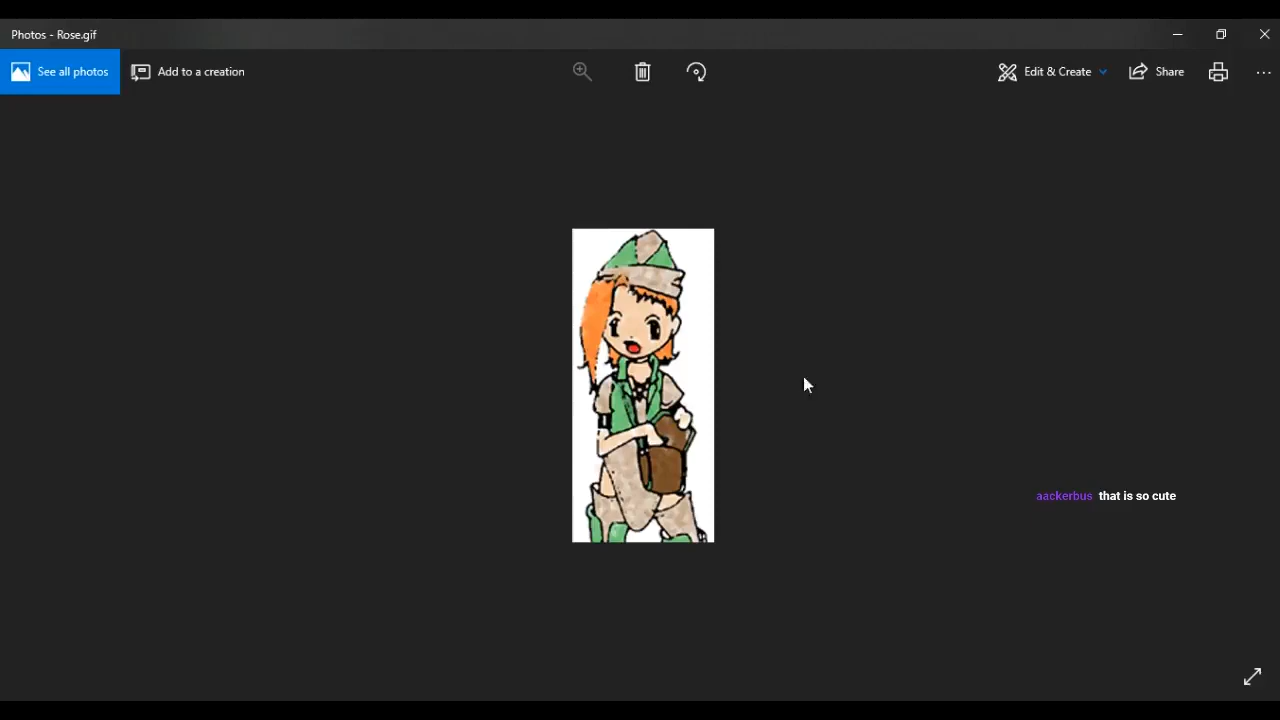 Photos - Rose.gif
See all photos
Add to a creation
Edit & Create
Share
aackerbus that is so cute